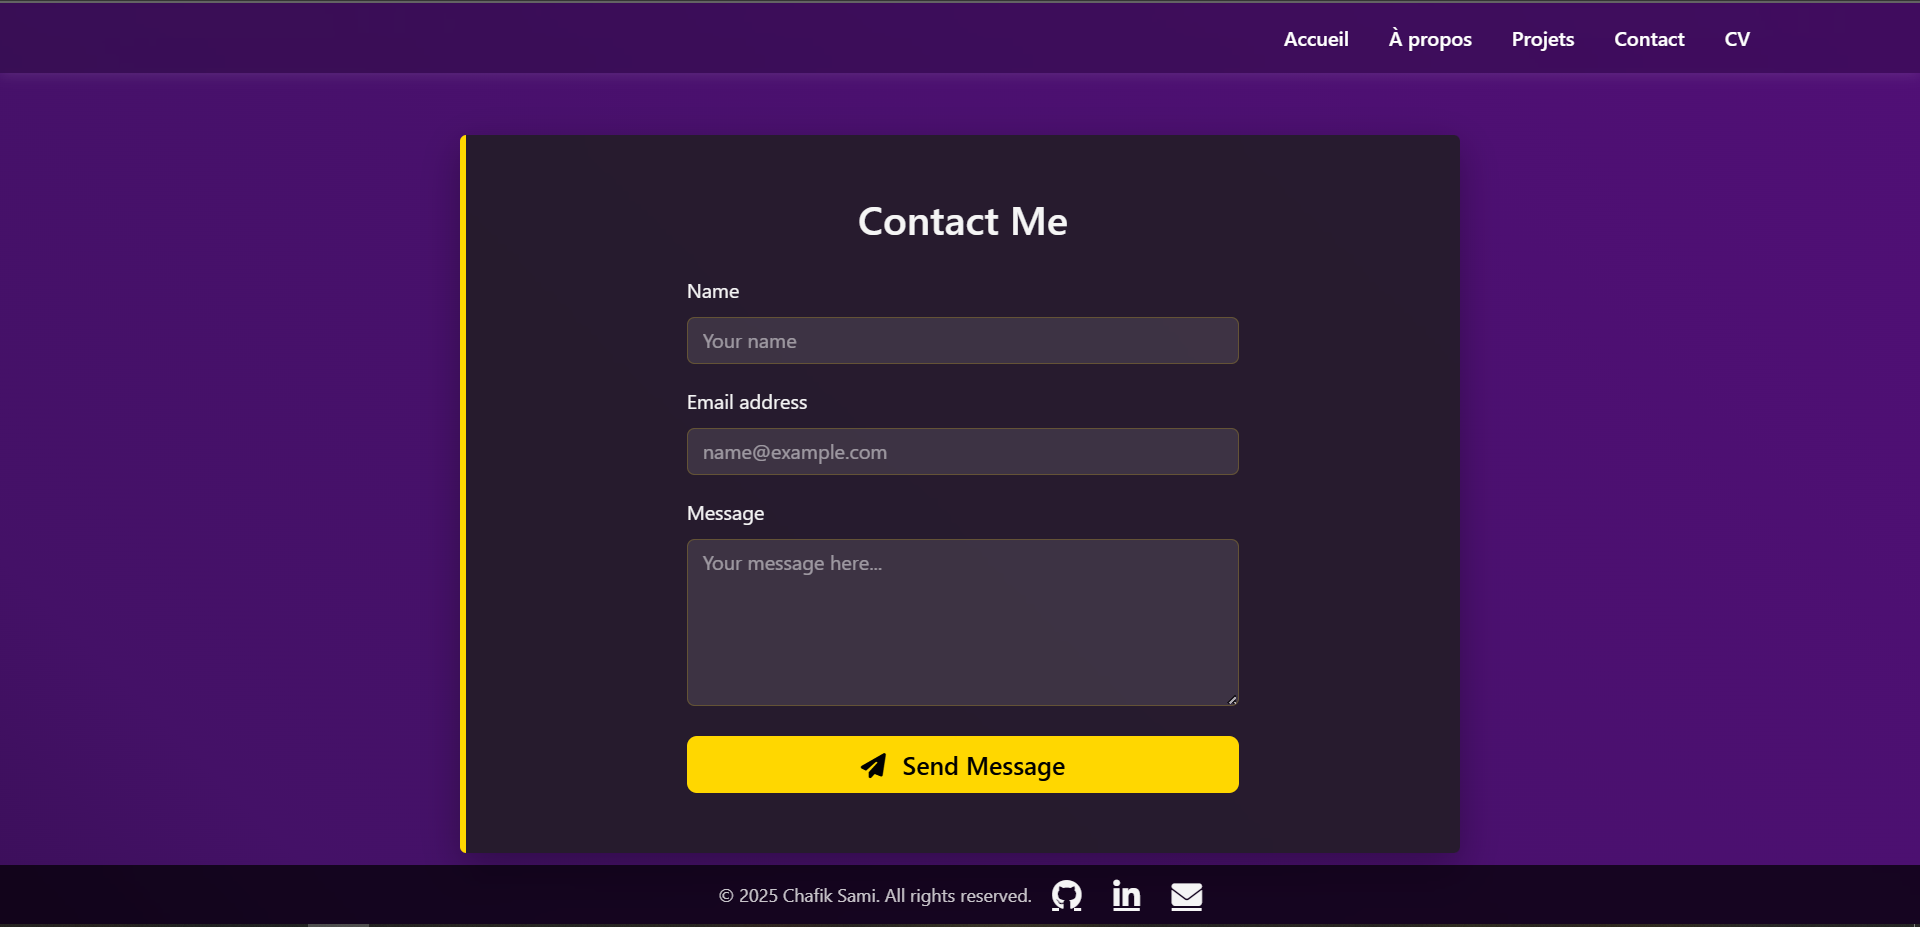 Accueil À propos Projets Contact CV
Contact Me
Name
Your name
Email address
name@example.com
Message
Your message here...
Send Message
© 2025 Chafik Sami. All rights reserved.